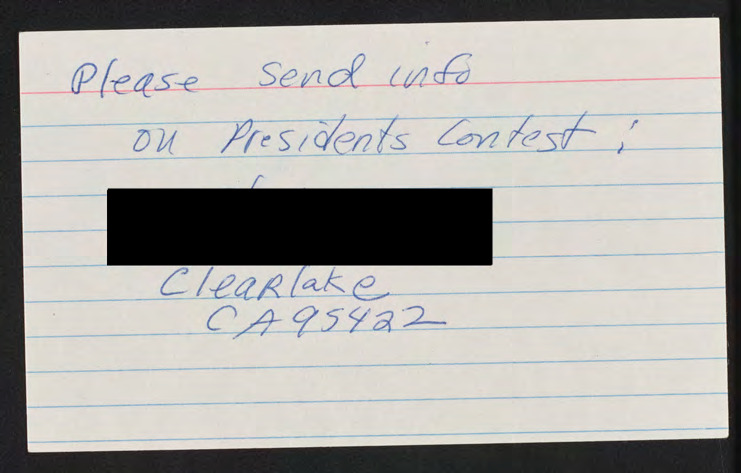 Please send info
on Presidents Contest:
Clearlake
CA 95422